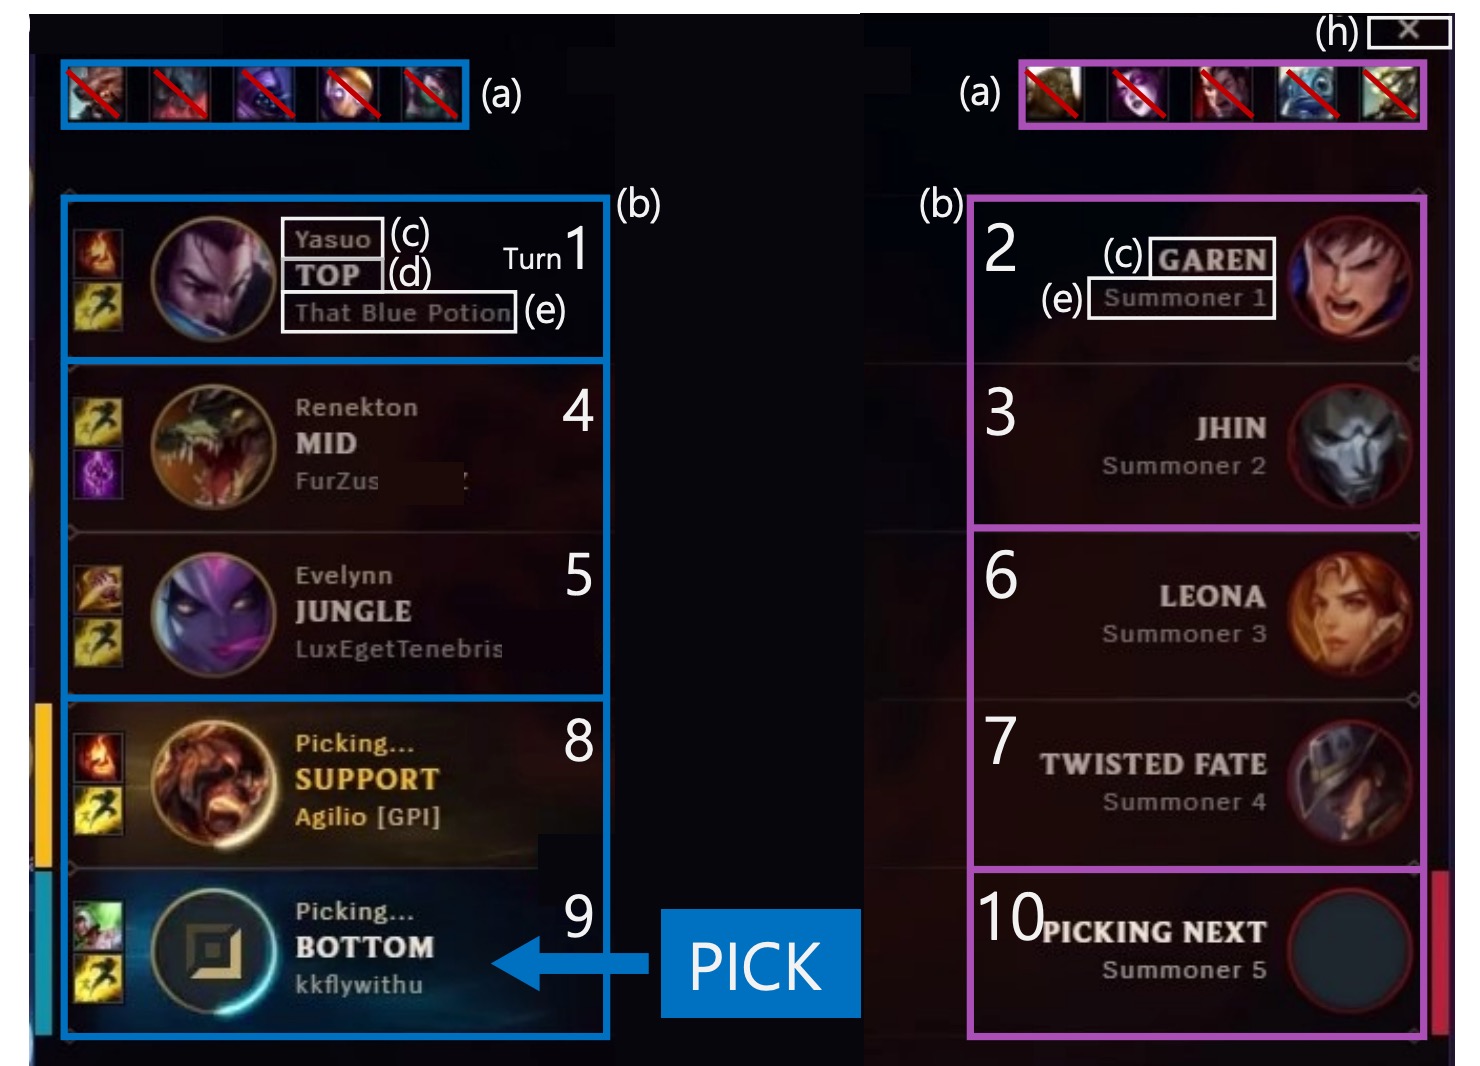 (h) ×
(a)
(a)
(b)
(b)
Yasuo (c)
TOP (d)
That Blue Potion (e)
Turn 1
2
(c) GAREN
(e) Summoner 1
Renekton
MID
FurZus
4
3
JHIN
Summoner 2
Evelynn
JUNGLE
LuxEgetTenebris
5
6
LEONA
Summoner 3
Picking...
SUPPORT
Agilio [GPI]
8
7
TWISTED FATE
Summoner 4
Picking...
BOTTOM
kkflywithu
9
PICK
10
PICKING NEXT
Summoner 5